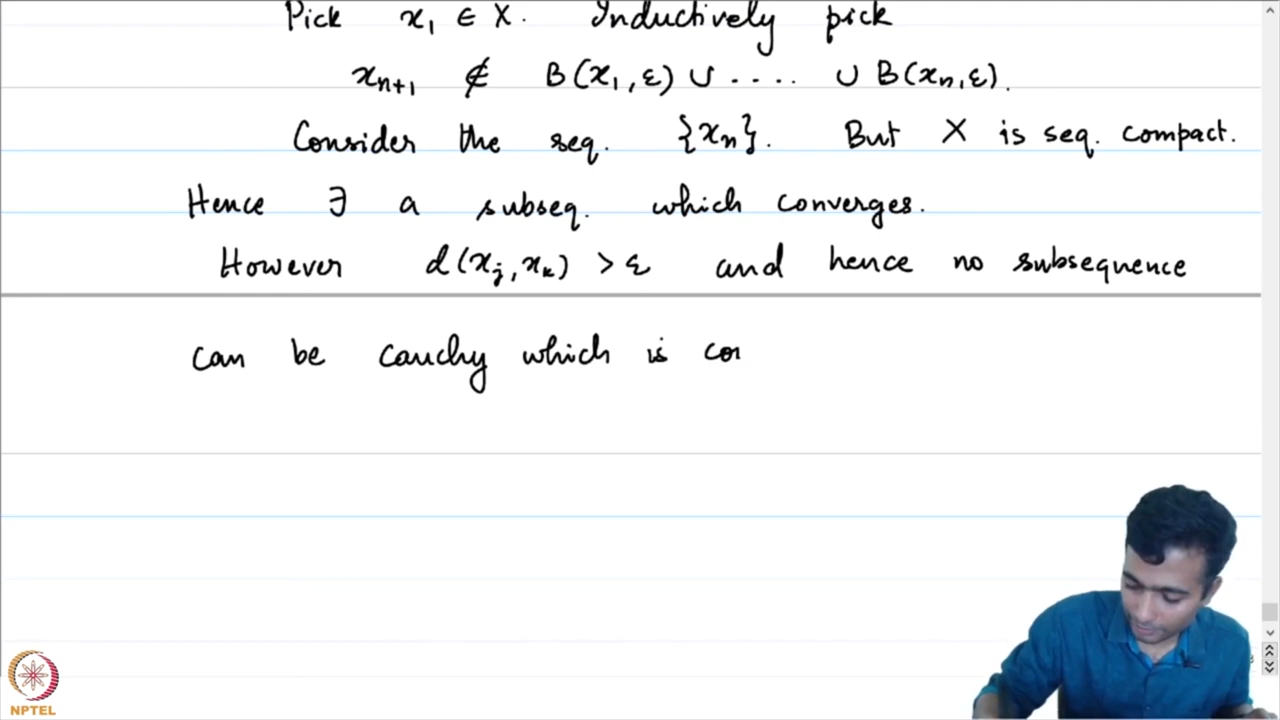 Pick x₁ ∈ X. Inductively pick
xₙ₊₁ ∉ B(x₁, ε) ∪ .... ∪ B(xₙ, ε).
Consider the seq. {xₙ}. But X is seq. compact.
Hence ∃ a subseq. which converges.
However d(xⱼ, xₖ) > ε and hence no subsequence
can be cauchy which is con
NPTEL